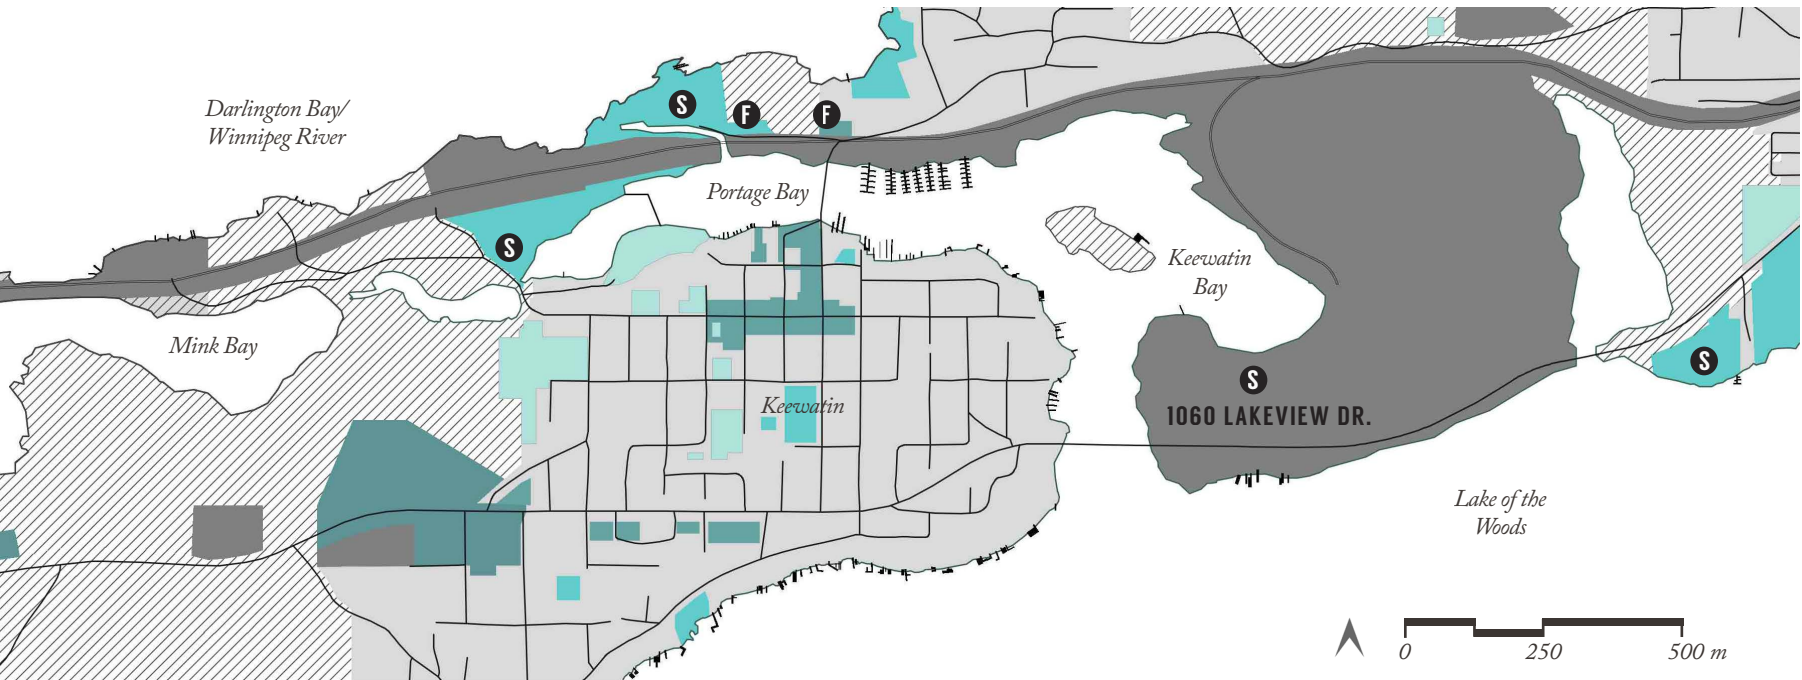 S
F
F
Darlington Bay/
Winnipeg River
Portage Bay
S
Keewatin
Bay
Mink Bay
S
S
Keewatin
1060 LAKEVIEW DR.
Lake of the
Woods
0
250
500 m